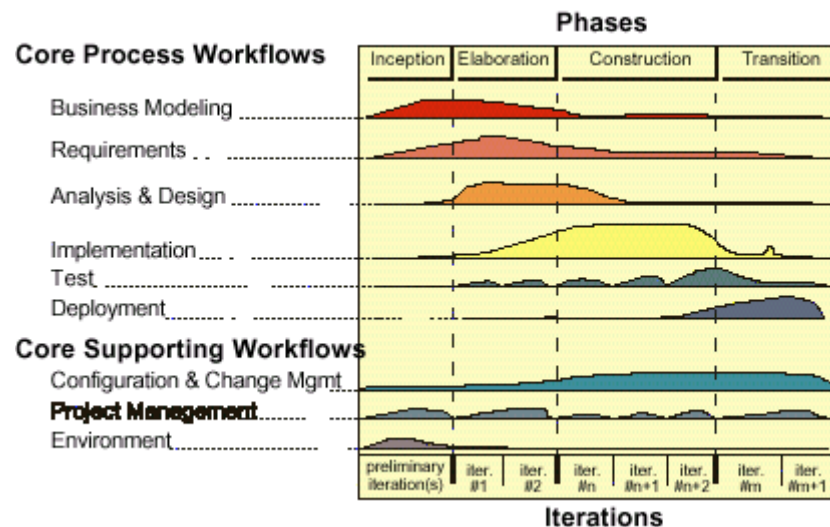 Phases
Core Process Workflows
Inception Elaboration Construction Transition
Business Modeling
Requirements
Analysis & Design
Implementation
Test
Deployment
Core Supporting Workflows
Configuration & Change Mgmt
Project Management
Environment
preliminary iteration(s) iter. #1 iter. #2 iter. #n iter. #n+1 iter. #n+2 iter. #m iter. #m+1
Iterations